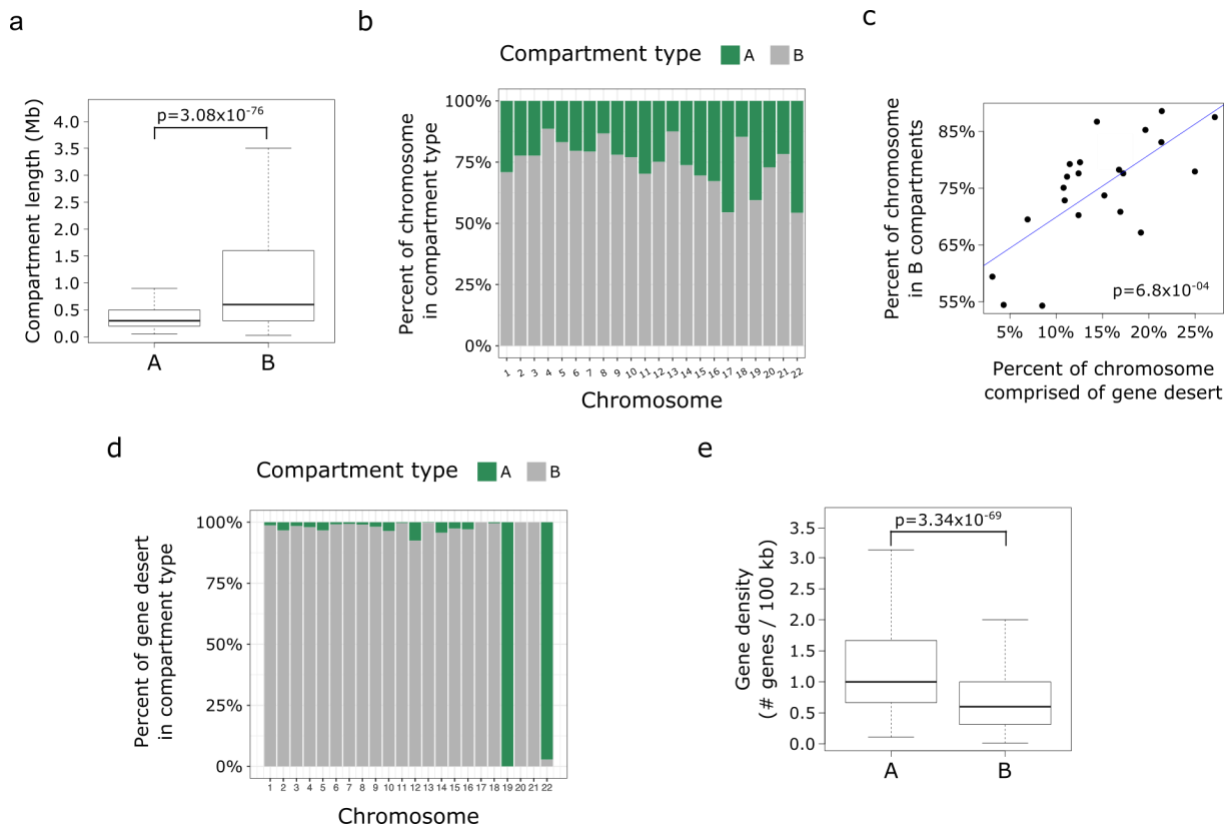 a
p=3.08x10-76
Compartment length (Mb)
4.0
3.5
3.0
2.5
2.0
1.5
1.0
0.5
0.0
A B
b
Compartment type A B
Percent of chromosome
in compartment type
100%
75%
50%
25%
0%
1 2 3 4 5 6 7 8 9 10 11 12 13 14 15 16 17 18 19 20 21 22
Chromosome
c
Percent of chromosome
in B compartments
85%
75%
65%
55%
p=6.8x10-04
5% 10% 15% 20% 25%
Percent of chromosome
comprised of gene desert
d
Compartment type A B
Percent of gene desert
in compartment type
100%
75%
50%
25%
0%
1 2 3 4 5 6 7 8 9 10 11 12 13 14 15 16 17 18 19 20 21 22
Chromosome
e
p=3.34x10-69
Gene density
(# genes / 100 kb)
3.5
3.0
2.5
2.0
1.5
1.0
0.5
0.0
A B